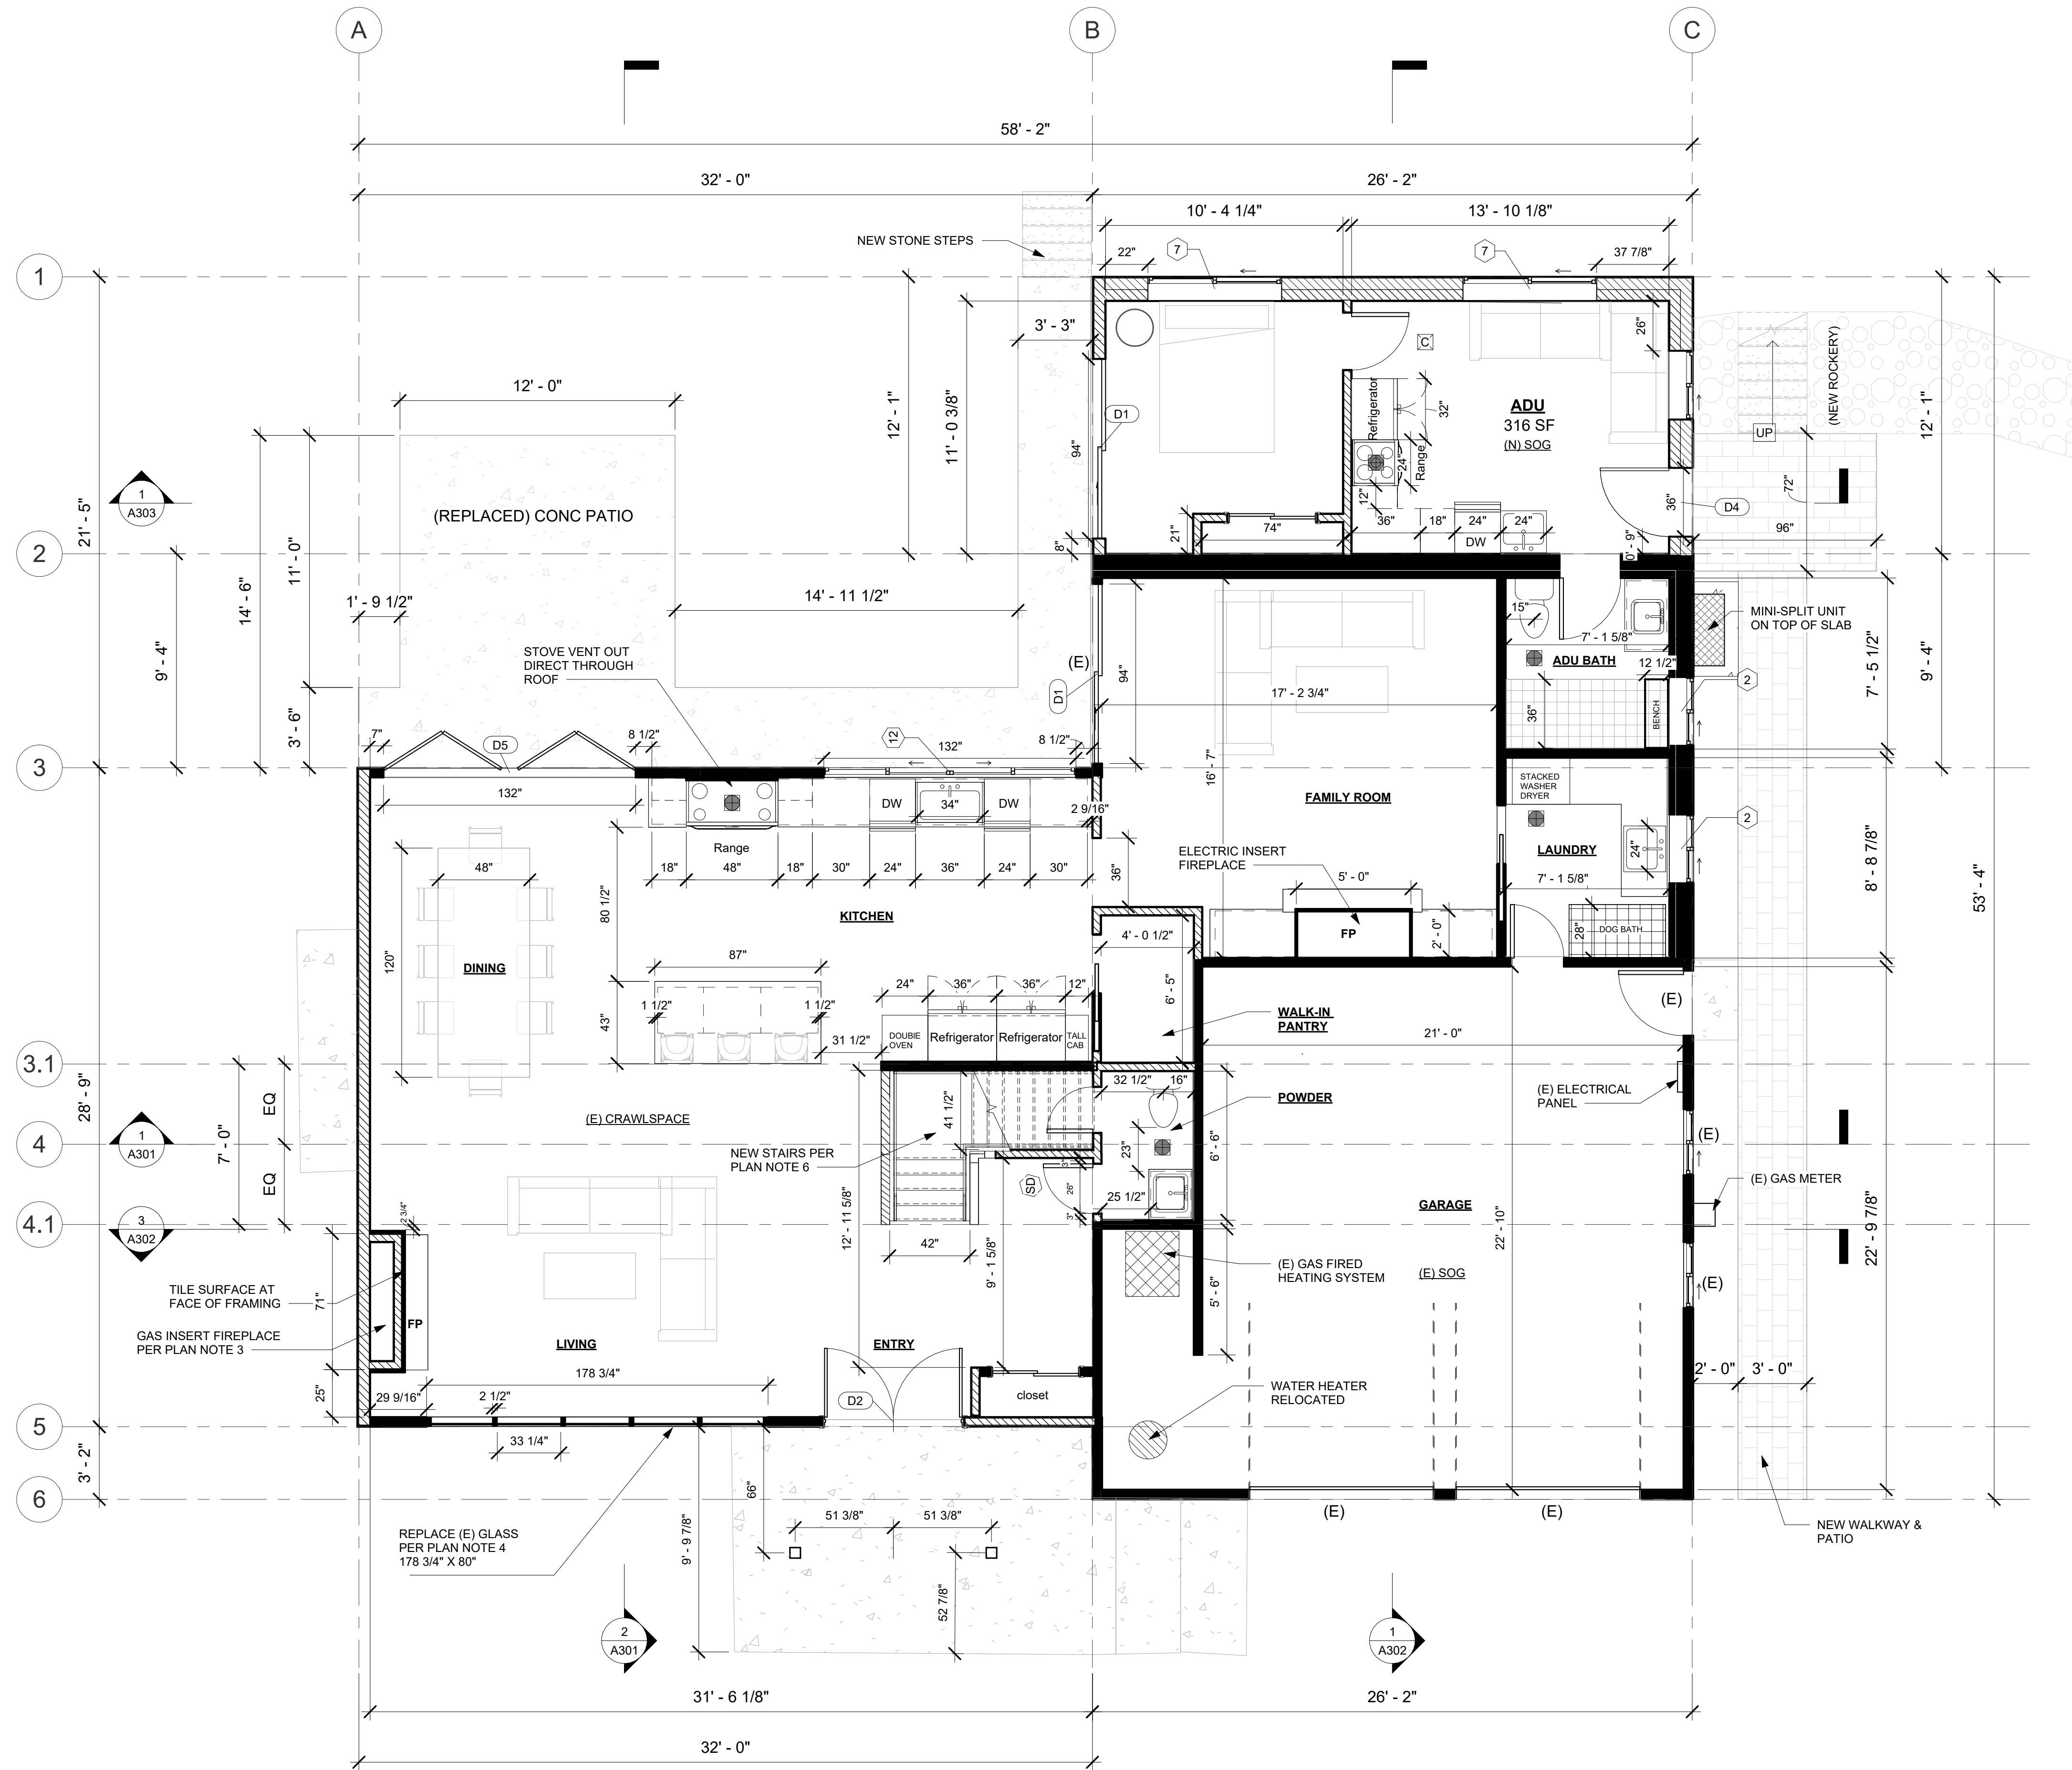 A
B
C
58' - 2"
32' - 0"
26' - 2"
10' - 4 1/4"
13' - 10 1/8"
NEW STONE STEPS
22"
7
7
37 7/8"
1
3' - 3"
26"
C
(NEW ROCKERY)
12' - 0"
12' - 1"
11' - 0 3/8"
94"
D1
Refrigerator
32"
ADU
316 SF
(N) SOG
UP
12' - 1"
24"
Range
12"
72"
1
A303
21' - 5"
14' - 6"
11' - 0"
(REPLACED) CONC PATIO
36"
D4
96"
21"
74"
36"
18"
24"
24"
DW
8"
0' - 9"
2
9' - 4"
1' - 9 1/2"
14' - 11 1/2"
STOVE VENT OUT
DIRECT THROUGH
ROOF
(E)
D1
94"
17' - 2 3/4"
15"
7' - 1 5/8"
ADU BATH
12 1/2"
36"
BENCH
MINI-SPLIT UNIT
ON TOP OF SLAB
2
7' - 5 1/2"
9' - 4"
3' - 6"
7"
D5
8 1/2"
12
132"
8 1/2"
3
132"
DW
34"
DW
2 9/16"
16' - 7"
FAMILY ROOM
STACKED
WASHER
DRYER
2
LAUNDRY
24"
7' - 1 5/8"
8' - 8 7/8"
53' - 4"
Range
18"
48"
18"
30"
24"
36"
24"
30"
36"
ELECTRIC INSERT
FIREPLACE
5' - 0"
FP
2' - 0"
28"
DOG BATH
48"
80 1/2"
KITCHEN
4' - 0 1/2"
120"
DINING
87"
24"
36"
36"
12"
6' - 5"
WALK-IN
PANTRY
(E)
21' - 0"
1 1/2"
1 1/2"
43"
31 1/2"
DOUBIE
OVEN
Refrigerator
Refrigerator
TALL
CAB
3.1
28' - 9"
EQ
7' - 0"
EQ
1
A301
4
(E) CRAWLSPACE
41 1/2"
32 1/2"
16"
POWDER
(E) ELECTRICAL
PANEL
(E)
NEW STAIRS PER
PLAN NOTE 6
23"
6' - 6"
3"
SD
26"
3"
25 1/2"
(E) GAS METER
GARAGE
4.1
3
A302
2 3/4"
12' - 11 5/8"
42"
9' - 1 5/8"
22' - 10"
22' - 9 7/8"
(E) GAS FIRED
HEATING SYSTEM
(E) SOG
(E)
5' - 6"
TILE SURFACE AT
FACE OF FRAMING
71"
GAS INSERT FIREPLACE
PER PLAN NOTE 3
FP
LIVING
ENTRY
178 3/4"
2' - 0"
3' - 0"
25"
29 9/16"
2 1/2"
D2
closet
WATER HEATER
RELOCATED
5
33 1/4"
3' - 2"
66"
6
51 3/8"
51 3/8"
(E)
(E)
REPLACE (E) GLASS
PER PLAN NOTE 4
178 3/4" X 80"
9' - 9 7/8"
52 7/8"
NEW WALKWAY &
PATIO
2
A301
1
A302
31' - 6 1/8"
26' - 2"
32' - 0"